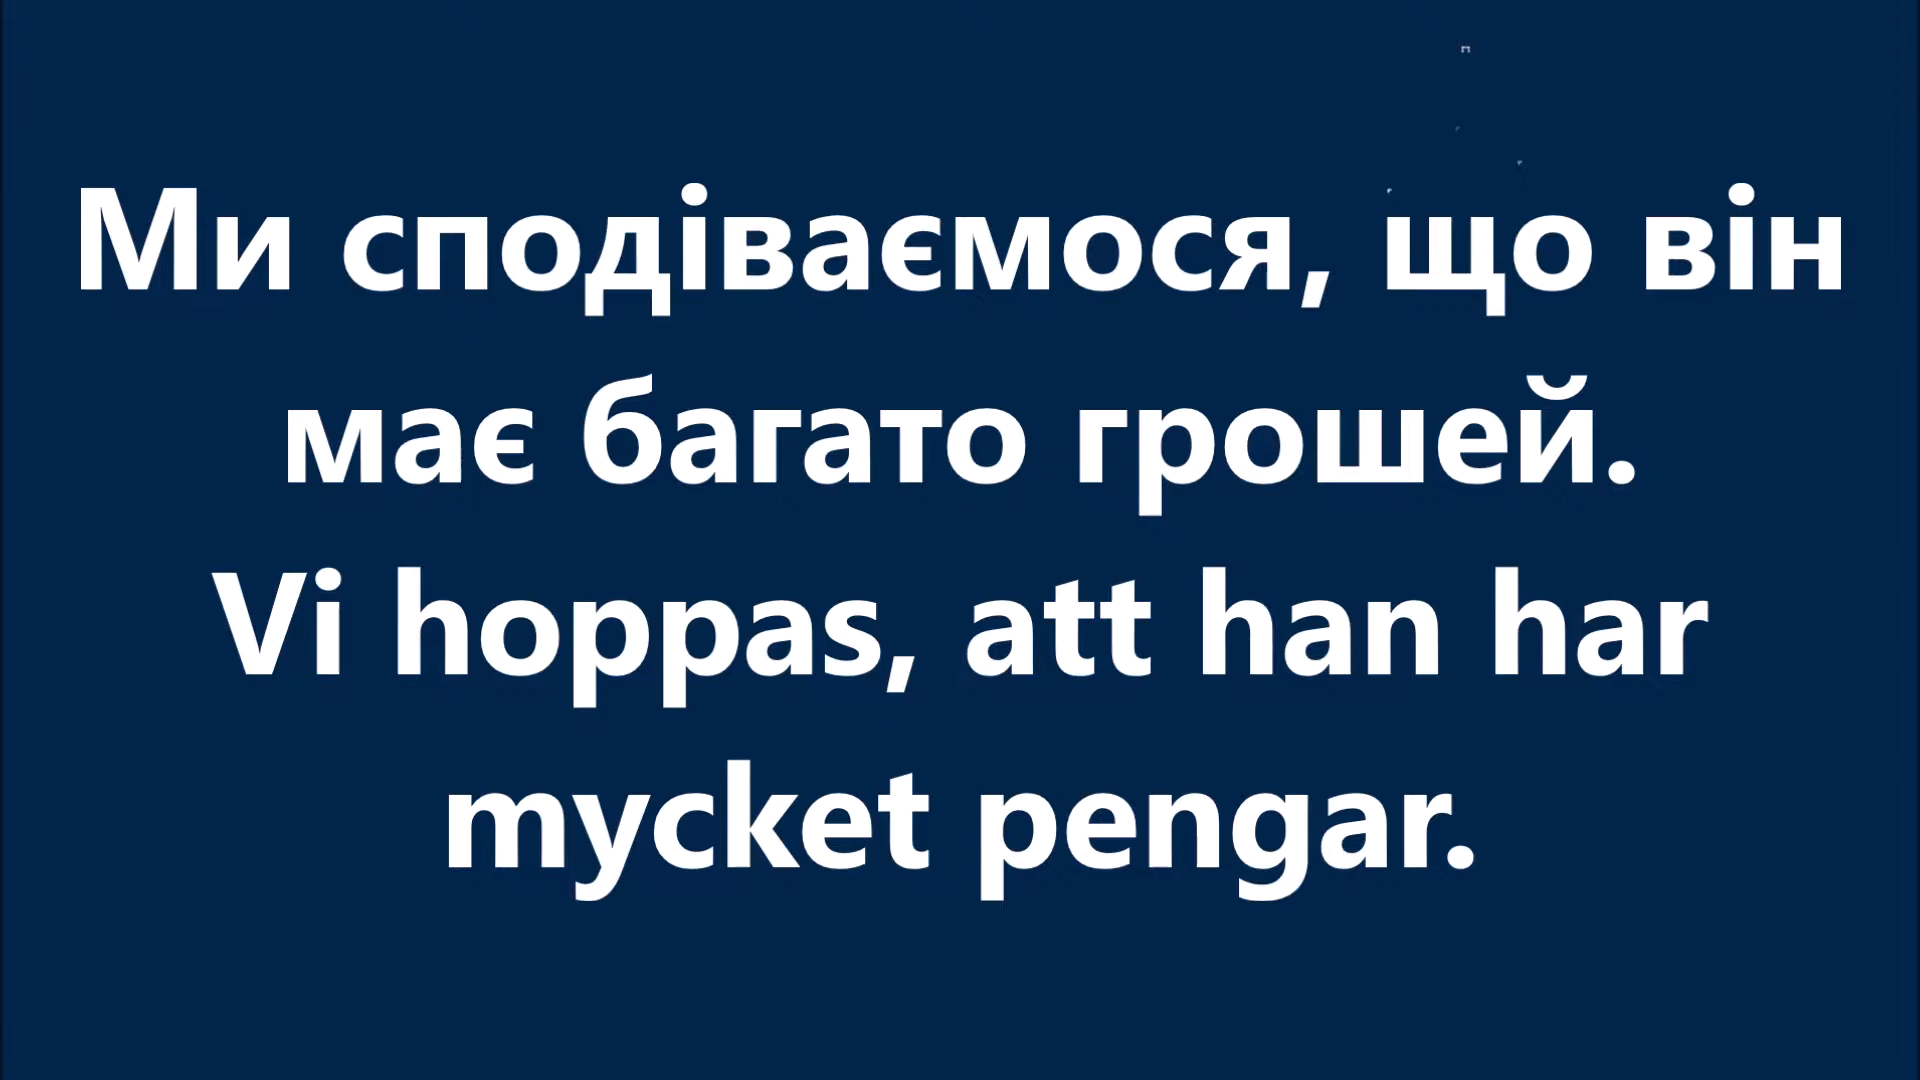 Ми сподіваємося, що він
має багато грошей.
Vi hoppas, att han har
mycket pengar.